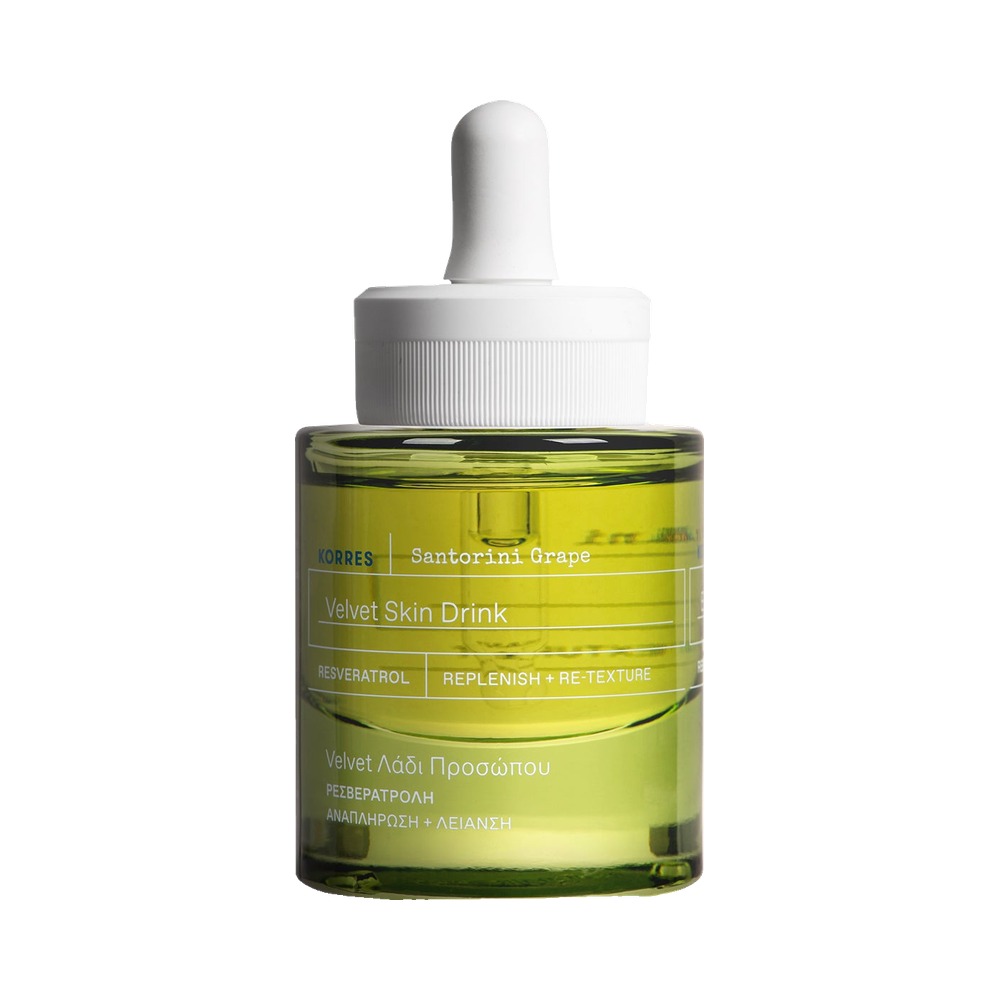 KORRES | Santorini Grape
Velvet Skin Drink
RESVERATROL | REPLENISH + RE-TEXTURE
Velvet Λάδι Προσώπου
ΡΕΣΒΕΡΑΤΡΟΛΗ
ΑΝΑΠΛΗΡΩΣΗ + ΛΕΙΑΝΣΗ